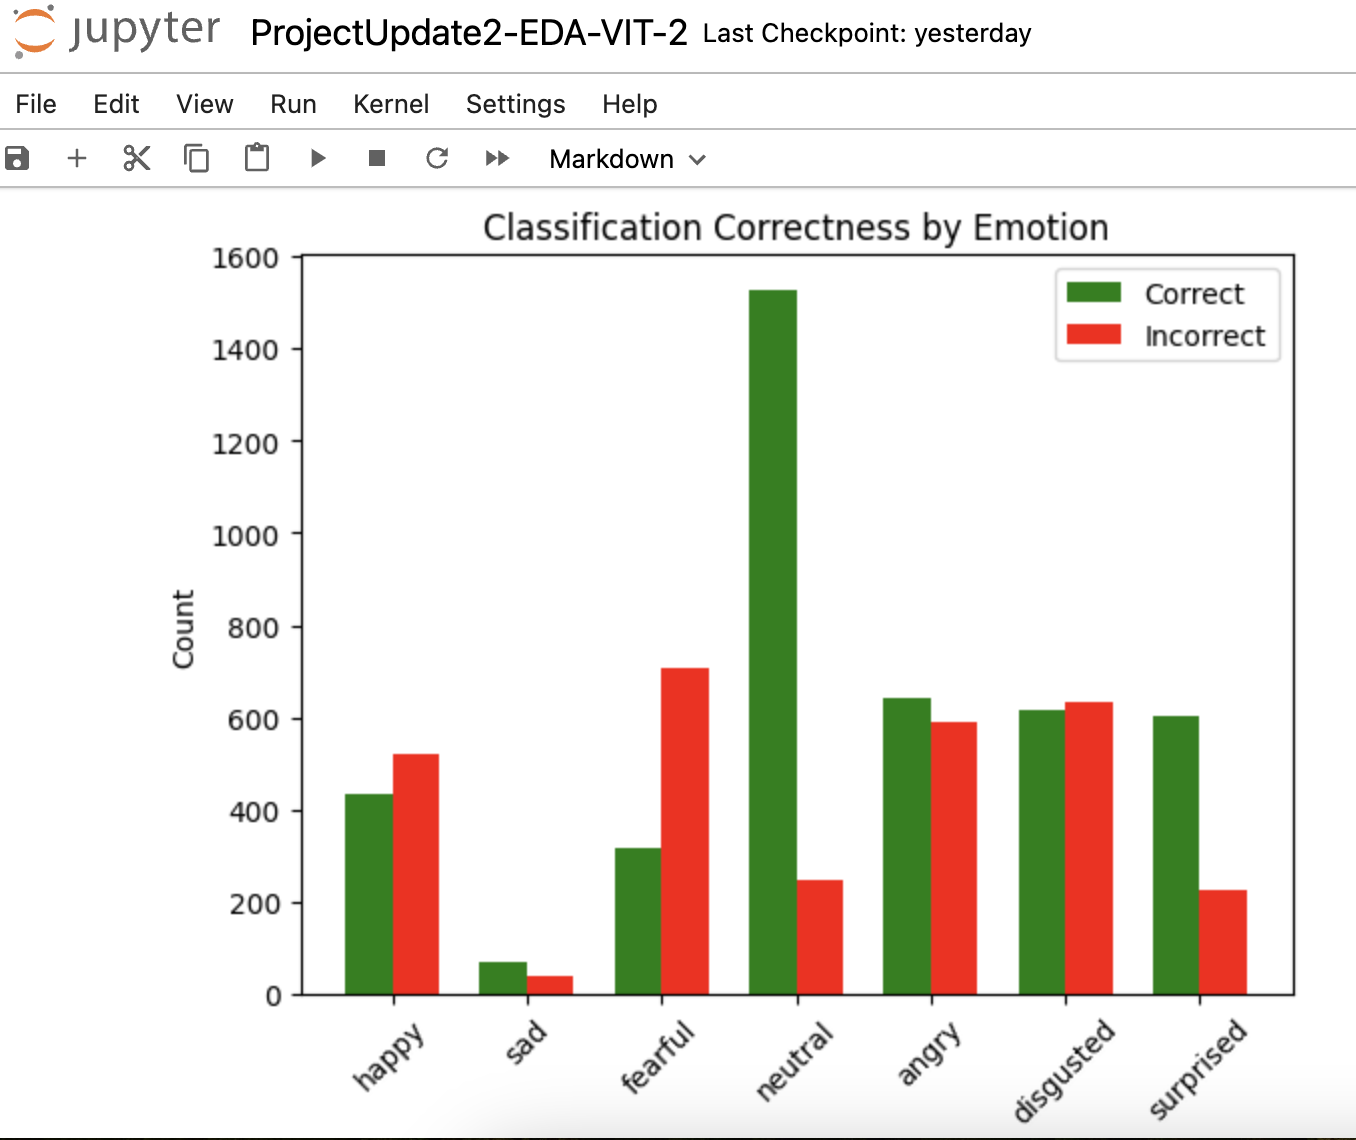 jupyter ProjectUpdate2-EDA-VIT-2 Last Checkpoint: yesterday
File Edit View Run Kernel Settings Help
Markdown
Classification Correctness by Emotion
Correct
Incorrect
1600
1400
1200
1000
800
600
400
200
0
Count
happy sad fearful neutral angry disgusted surprised